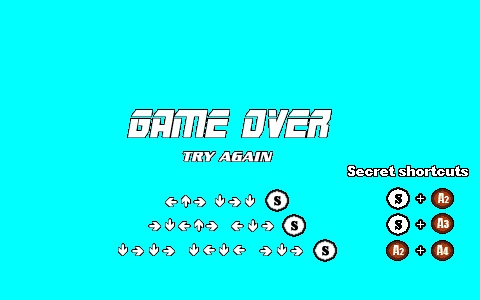 GAME OVER
TRY AGAIN
Secret shortcuts
←↑→ ↓→↓ S
S + A2
→↓←↑→ ←↓→ S
S + A3
↓→↓→ ↓←↓← →↓→ S
A2 + A4